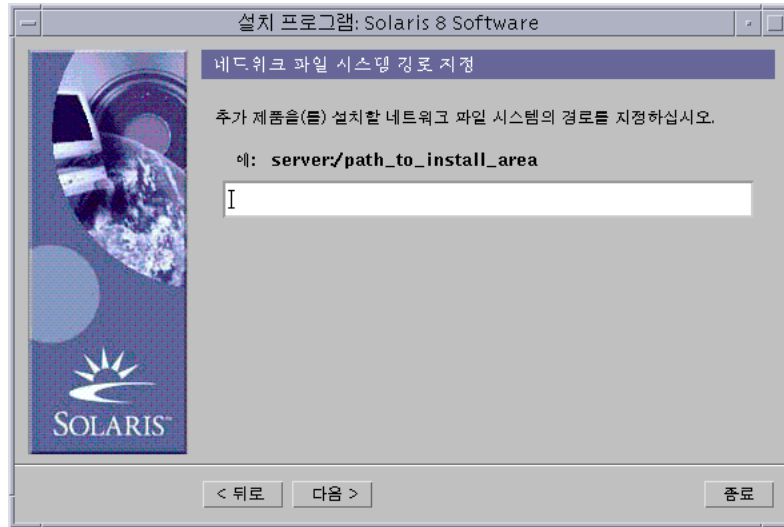 설치 프로그램: Solaris 8 Software
네트워크 파일 시스템 경로 지정
추가 제품을(를) 설치할 네트워크 파일 시스템의 경로를 지정하십시오.
예: server:/path_to_install_area
SOLARIS™
< 뒤로
다음 >
종료